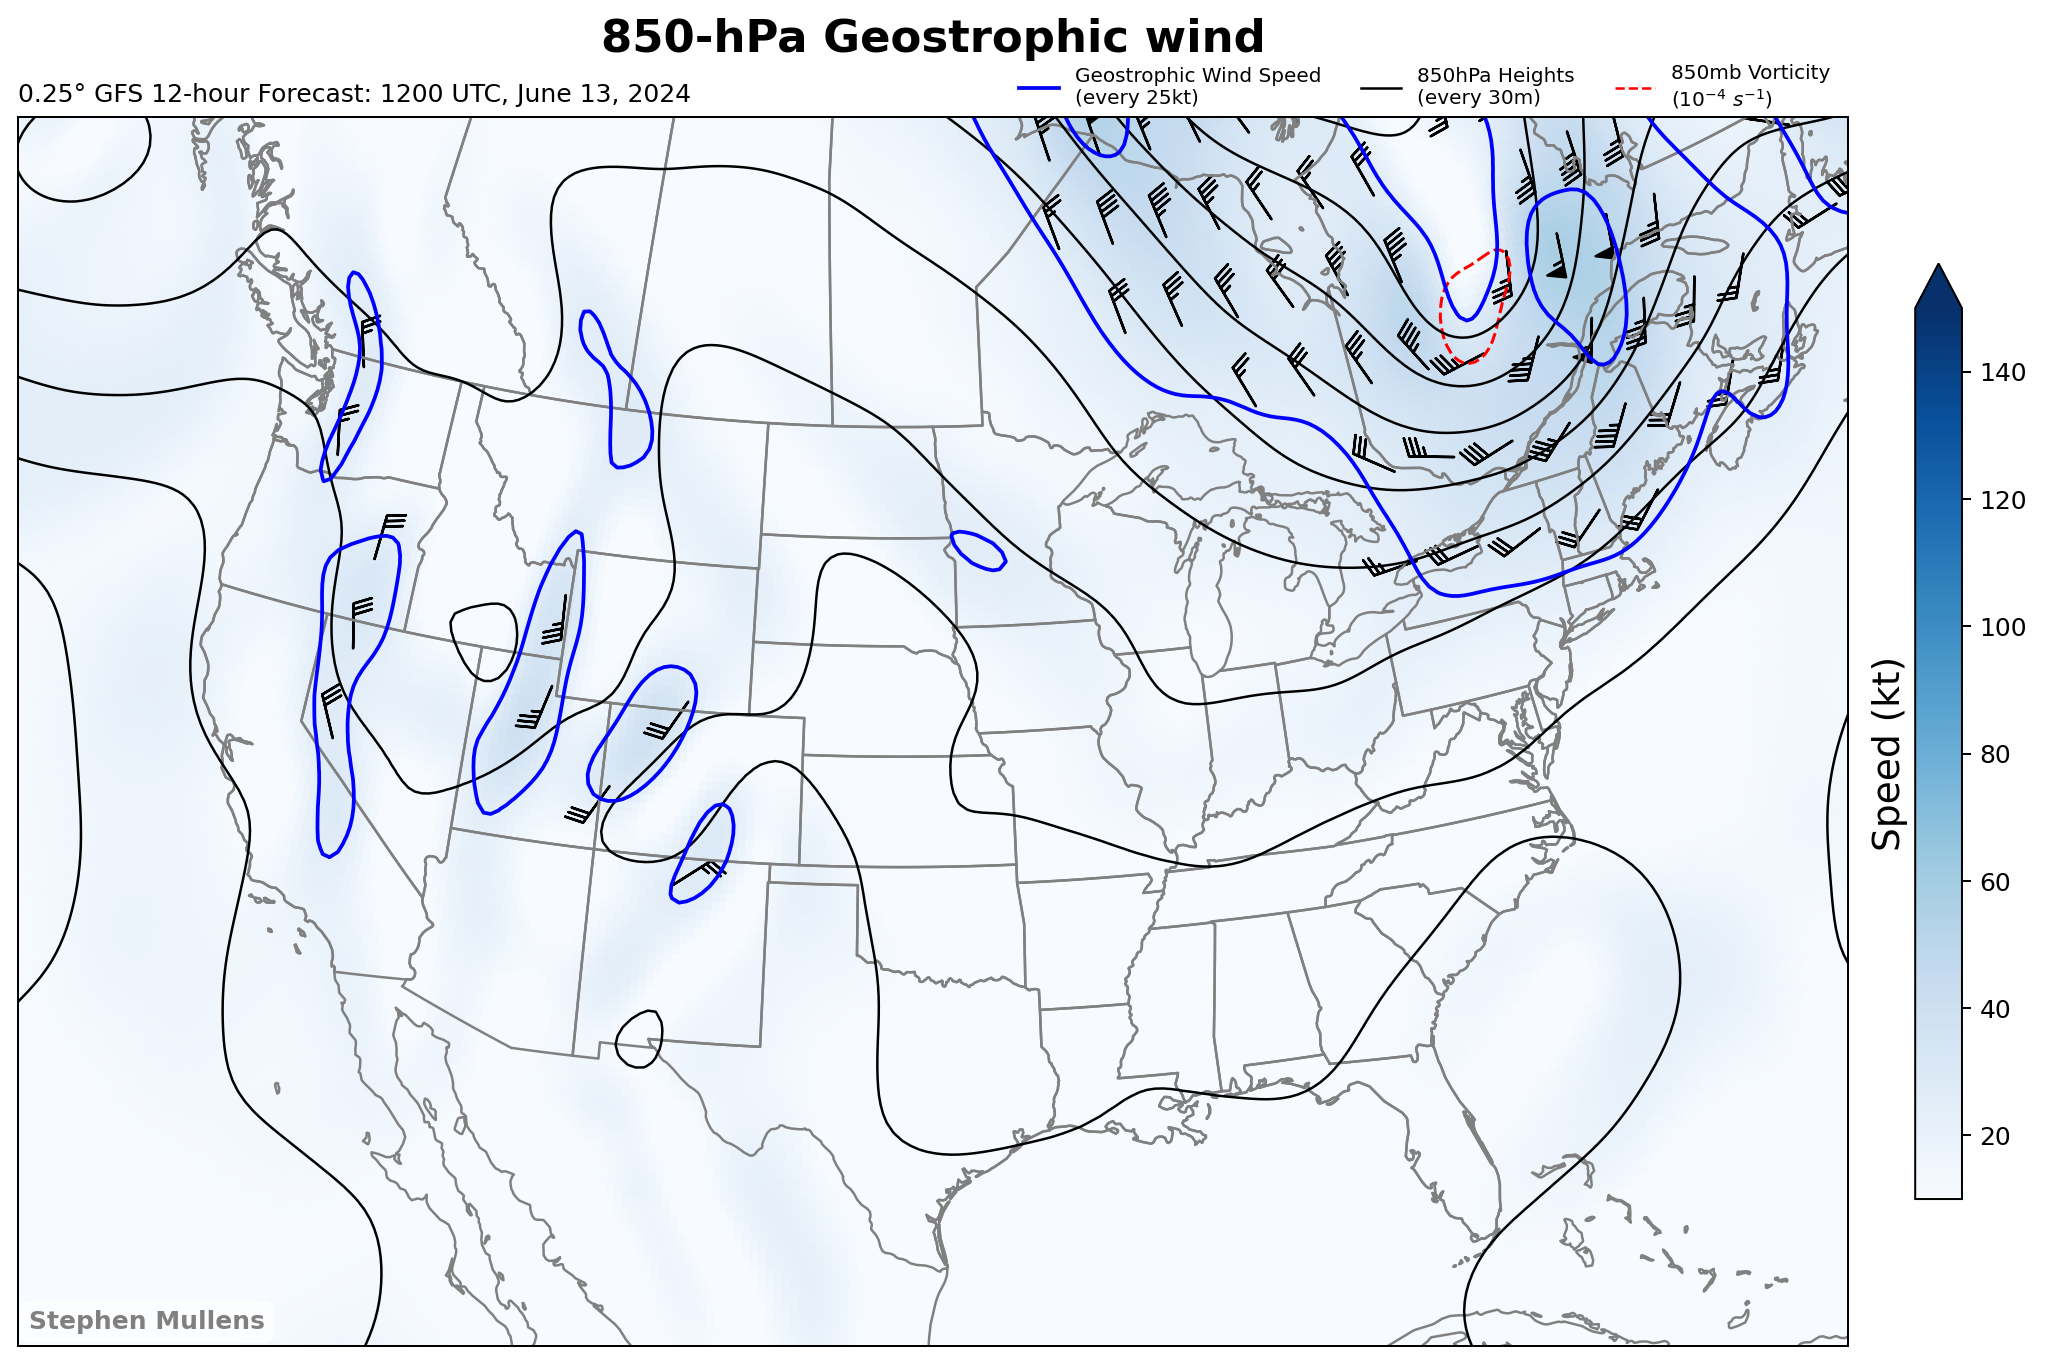 850-hPa Geostrophic wind
0.25° GFS 12-hour Forecast: 1200 UTC, June 13, 2024
Geostrophic Wind Speed
(every 25kt)
850hPa Heights
(every 30m)
850mb Vorticity
(10⁻⁴ s⁻¹)
140
120
100
80
60
40
20
Speed (kt)
Stephen Mullens